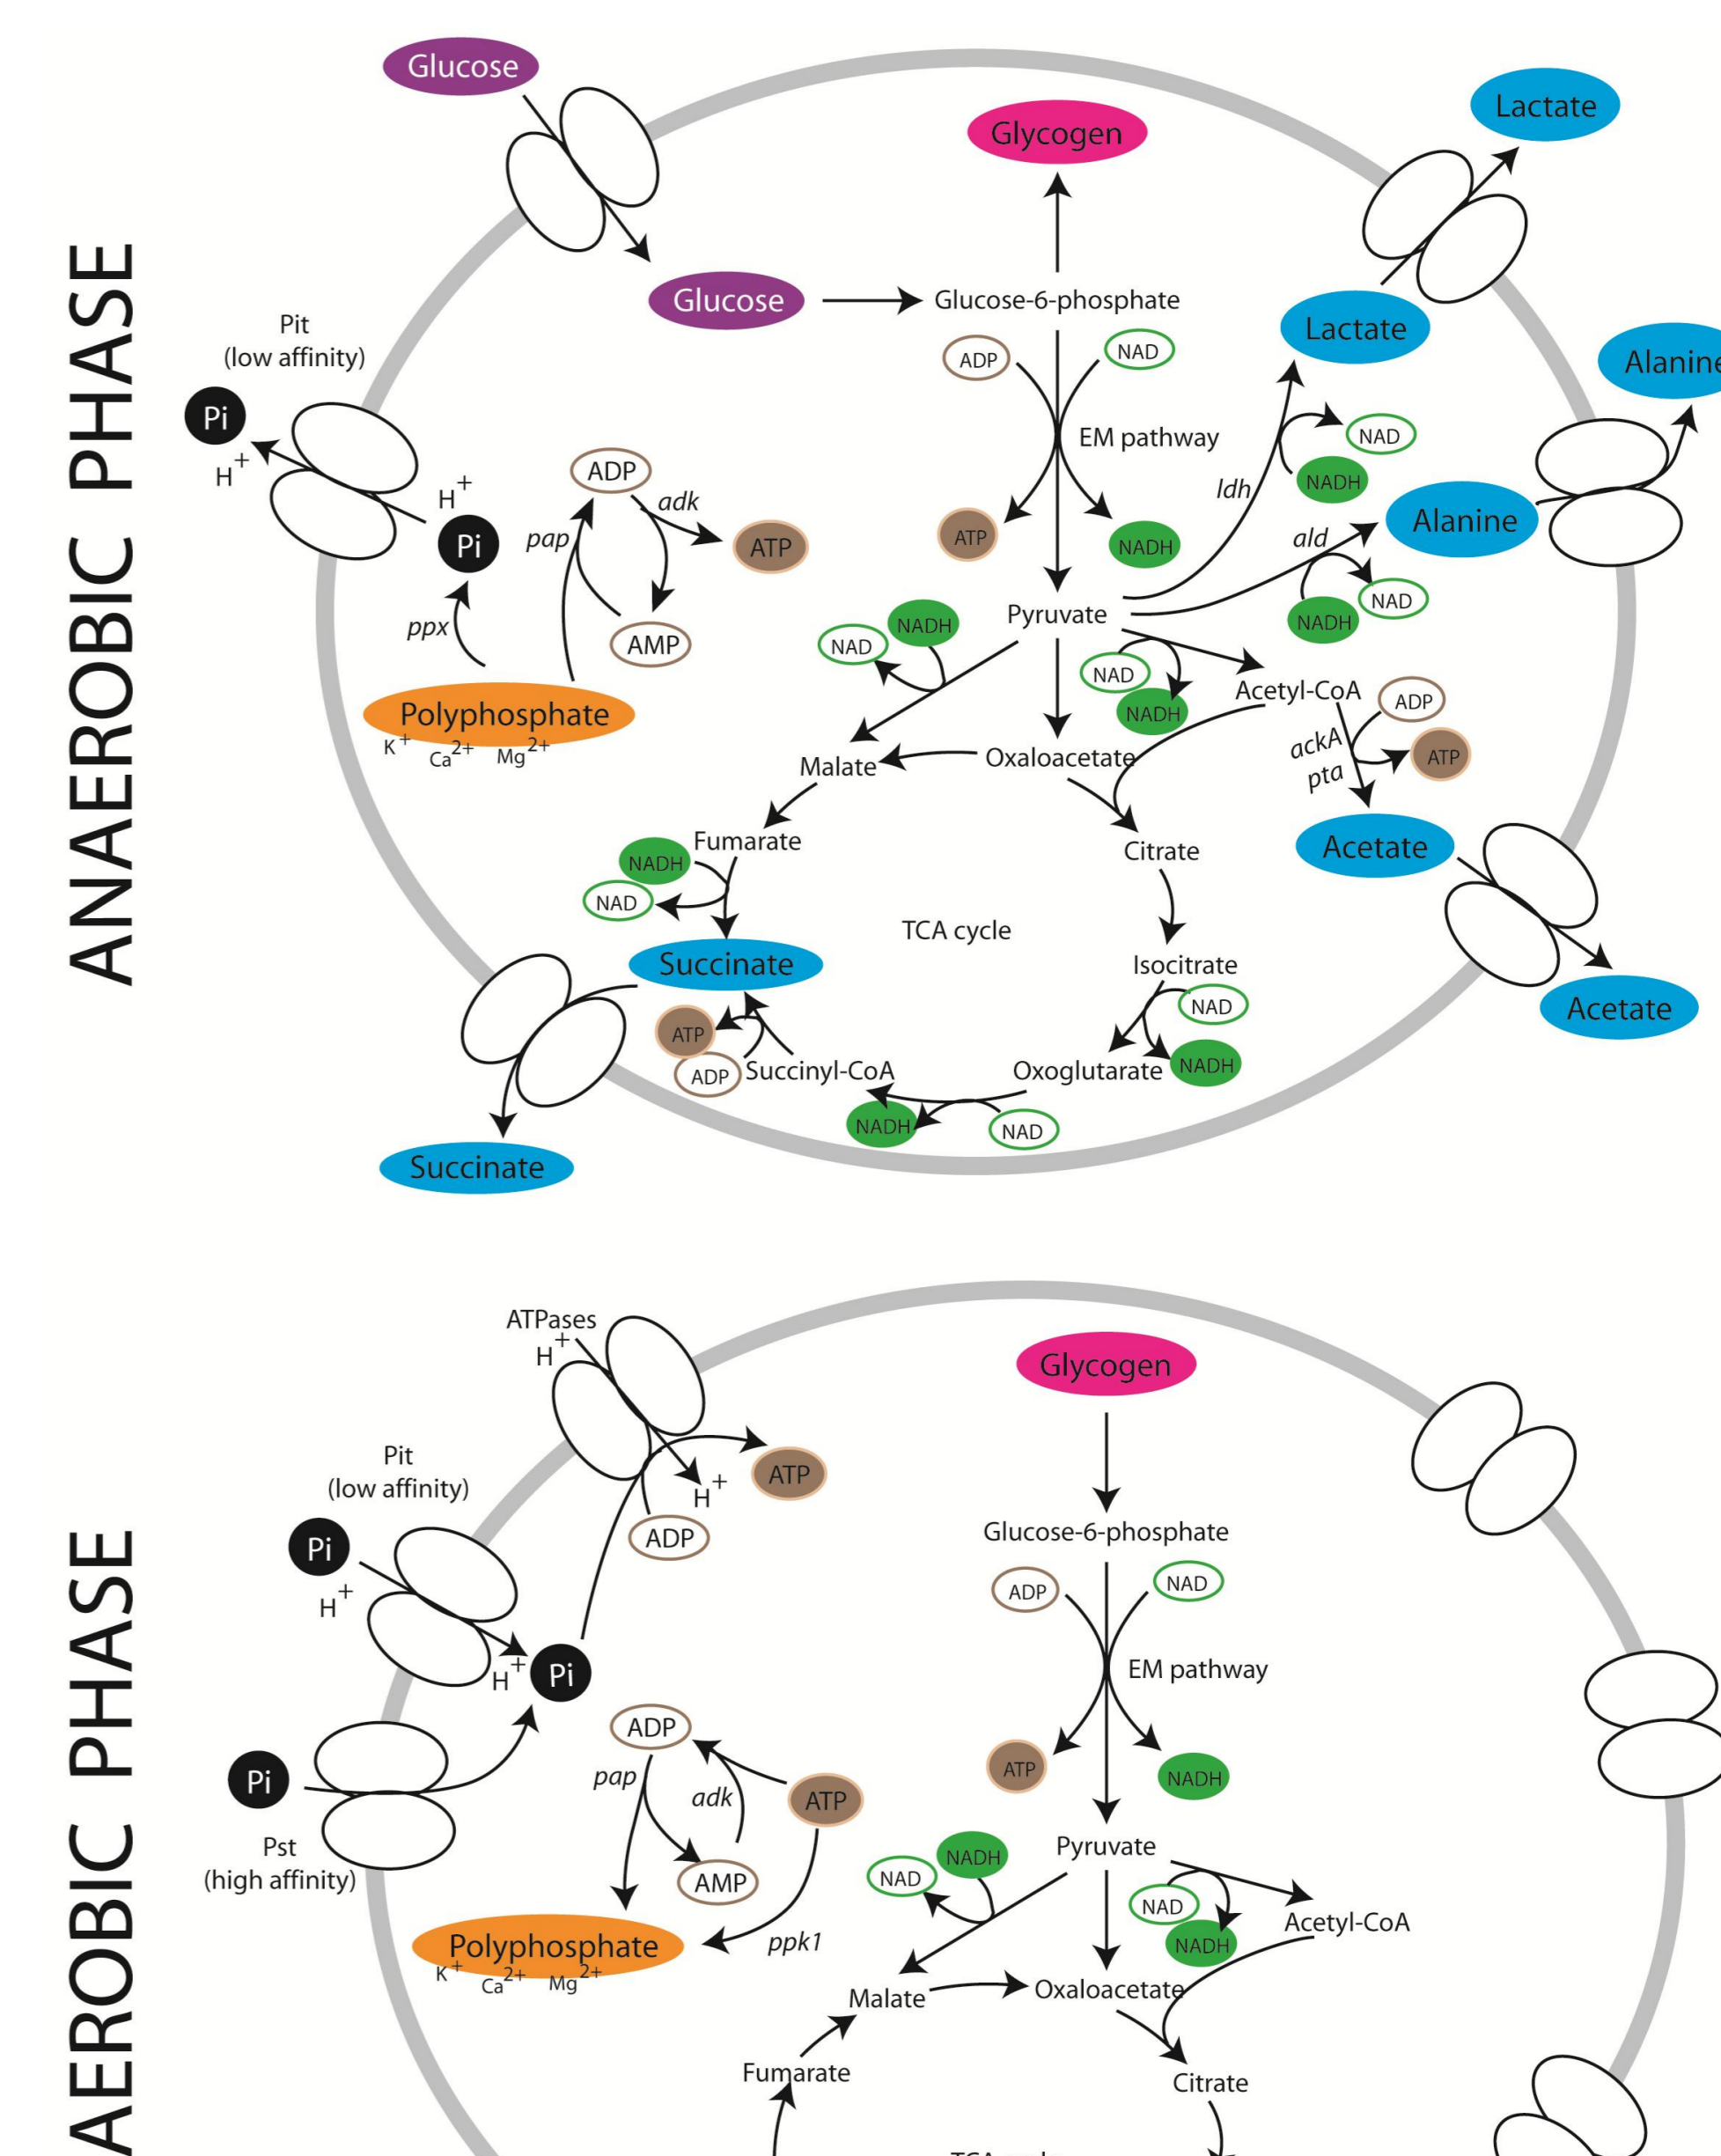 ANAEROBIC PHASE
Glucose
Glycogen
Lactate
Glucose
Glucose-6-phosphate
Lactate
Pit
(low affinity)
Alanine
ADP
NAD
Pi
H+
EM pathway
NAD
NADH
ldh
H+
Pi
ADP
adk
pap
ATP
ATP
NADH
Alanine
ald
NAD
NADH
ppx
AMP
NAD
NADH
Pyruvate
NAD
NADH
Acetyl-CoA
ADP
Polyphosphate
K+
Ca2+
Mg2+
Malate
Oxaloacetate
ackA
pta
ATP
Fumarate
Citrate
Acetate
NADH
NAD
TCA cycle
Succinate
Isocitrate
NAD
Acetate
ATP
ADP
Succinyl-CoA
Oxoglutarate
NADH
NADH
NAD
Succinate
AEROBIC PHASE
ATPases
H+
Glycogen
Pit
(low affinity)
ATP
H+
Pi
H+
ADP
Glucose-6-phosphate
ADP
NAD
H+
Pi
EM pathway
ADP
pap
adk
ATP
ATP
NADH
Pi
Pst
(high affinity)
AMP
NAD
NADH
Pyruvate
NAD
NADH
Acetyl-CoA
Polyphosphate
ppk1
K+
Ca2+
Mg2+
Malate
Oxaloacetate
Fumarate
Citrate